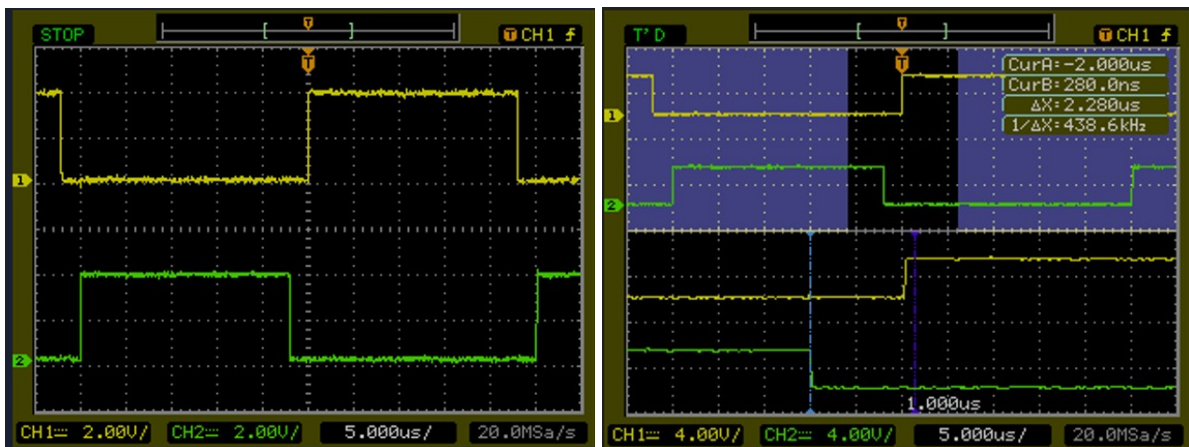 STOP
T
CH1
T
1
2
CH1 2.00V/ CH2 2.00V/ 5.000us/ 20.0MSa/s
T'D
T
CH1
T
CurA:-2.000us
CurB:280.0ns
ΔX:2.280us
1/ΔX:438.6kHz
1
2
1.000us
CH1 4.00V/ CH2 4.00V/ 5.000us/ 20.0MSa/s